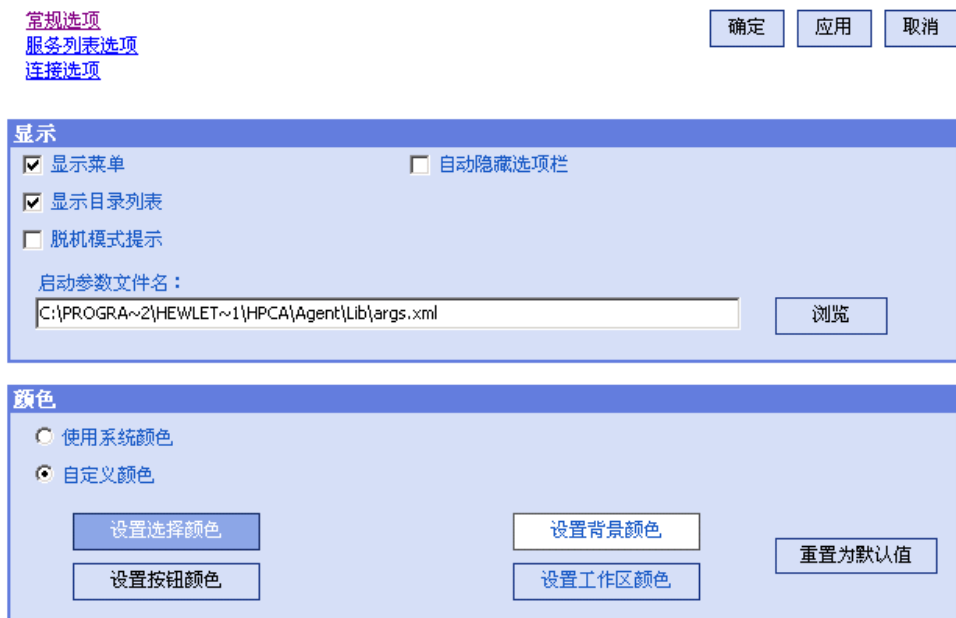 常规选项
服务列表选项
连接选项
确定 应用 取消
显示
显示菜单 自动隐藏选项栏
显示目录列表
脱机模式提示
启动参数文件名：
C:\PROGRA~2\HEWLET~1\HPCA\Agent\Lib\args.xml 浏览
颜色
使用系统颜色
自定义颜色
设置选择颜色 设置背景颜色
重置为默认值
设置按钮颜色 设置工作区颜色